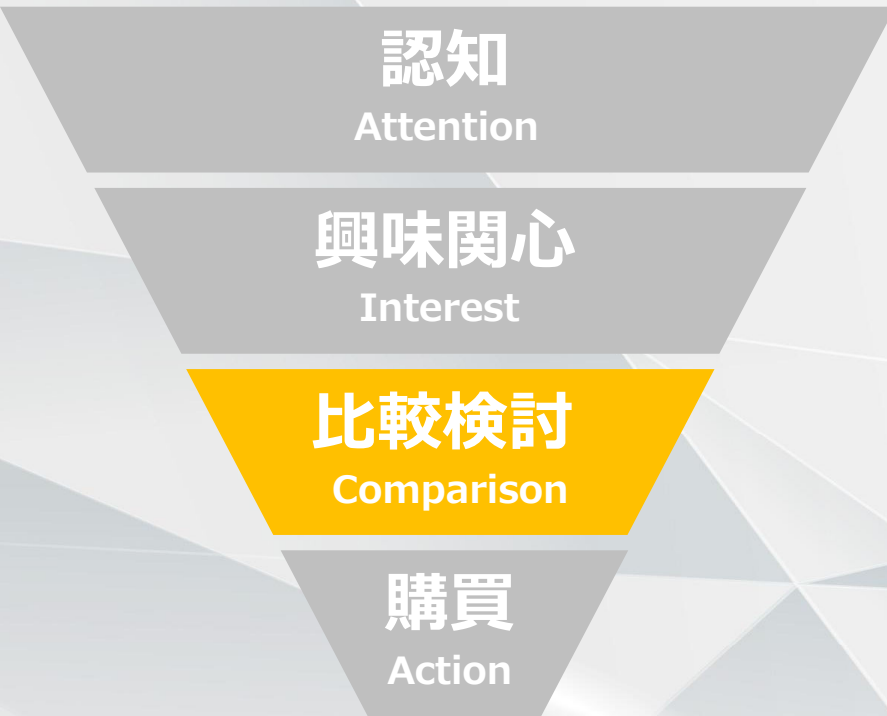 認知
Attention
興味関心
Interest
比較検討
Comparison
購買
Action